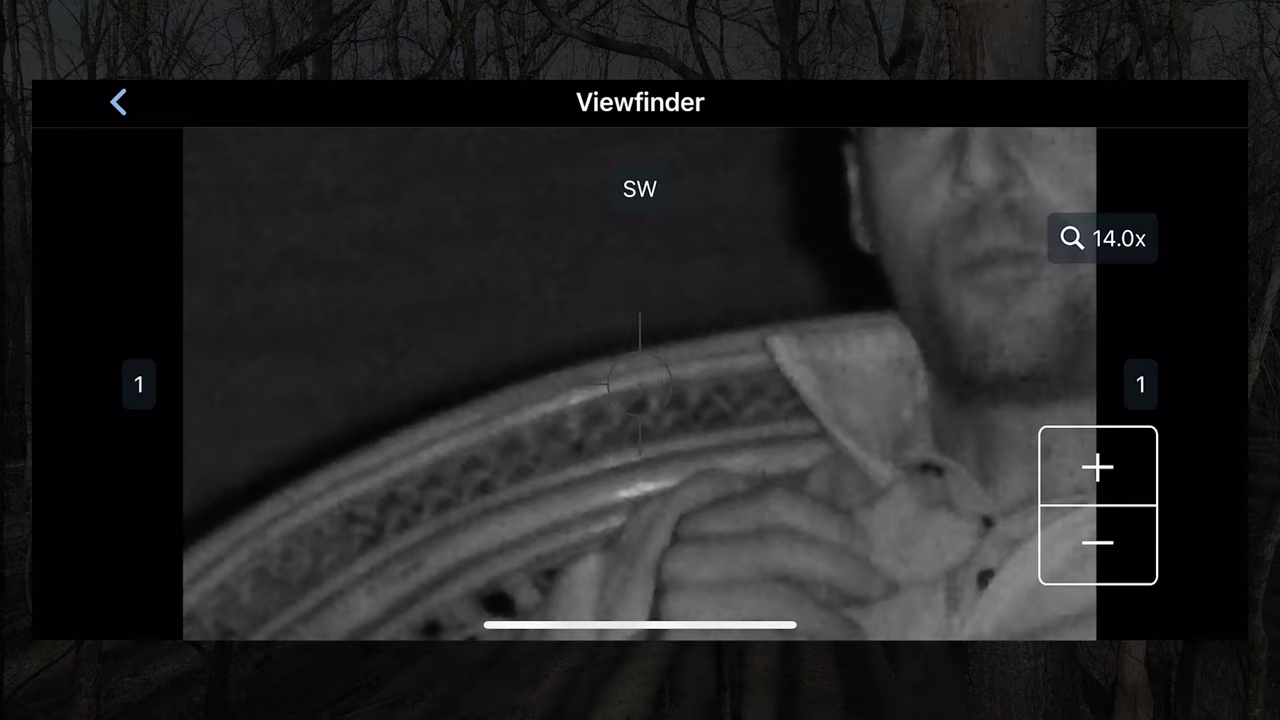 Viewfinder
SW
14.0x
1
1
+
−